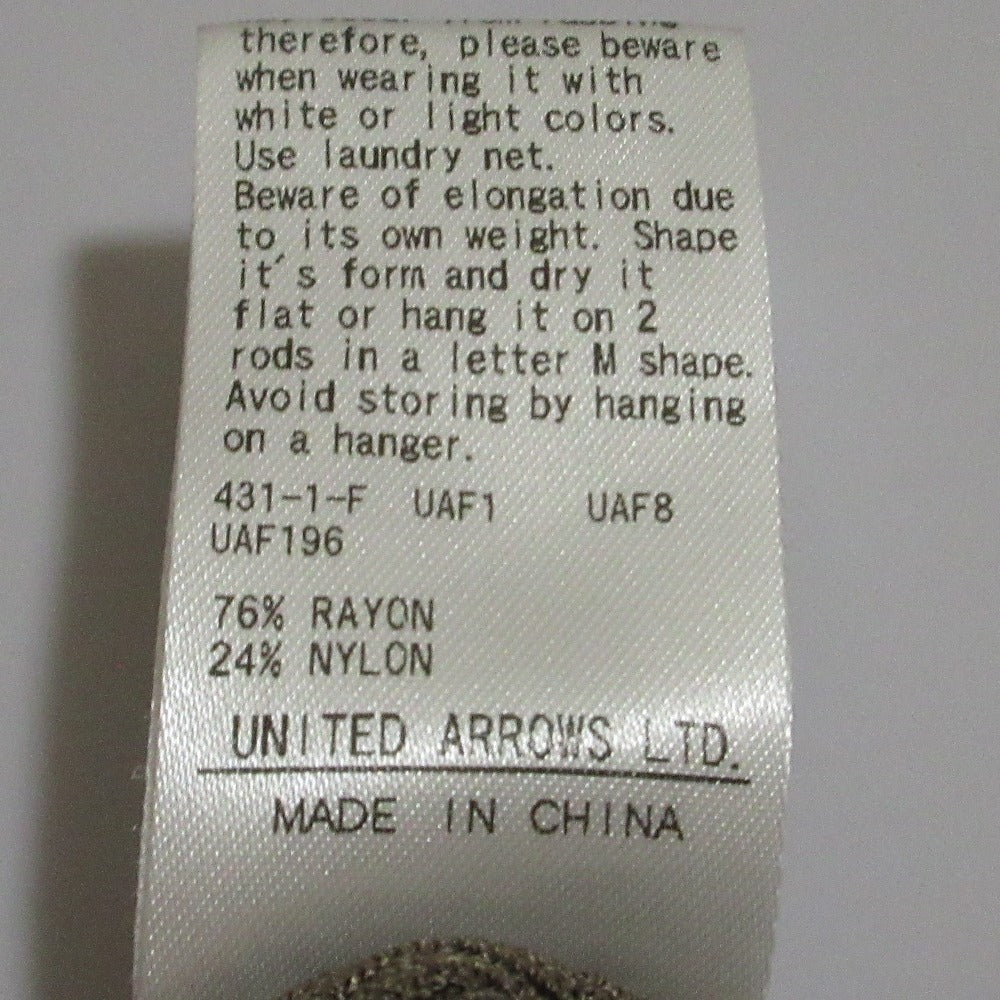 therefore, please beware
when wearing it with
white or light colors.
Use laundry net.
Beware of elongation due
to its own weight. Shape
it's form and dry it
flat or hang it on 2
rods in a letter M shape.
Avoid storing by hanging
on a hanger.
431-1-F UAF1 UAF8
UAF196
76% RAYON
24% NYLON
UNITED ARROWS LTD.
MADE IN CHINA